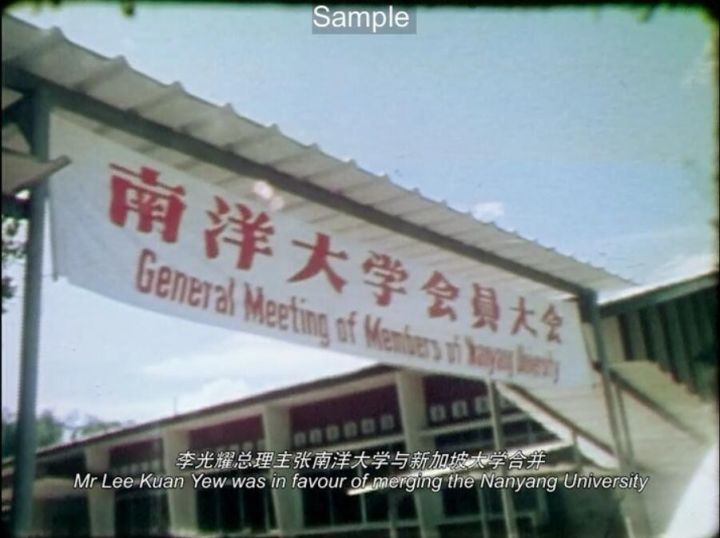 Sample
南洋大学会員大会
General Meeting of Members of Nanyang University
李光耀总理主张南洋大学与新加坡大学合并
Mr Lee Kuan Yew was in favour of merging the Nanyang University